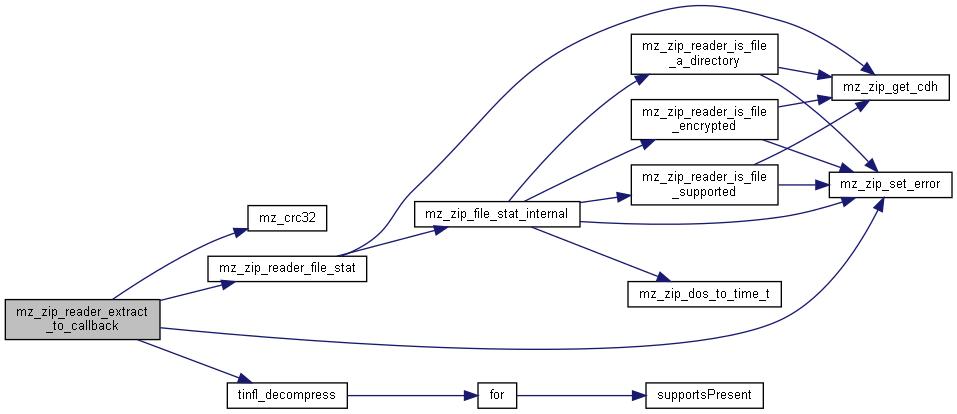 mz_zip_reader_extract
_to_callback
mz_crc32
mz_zip_reader_file_stat
mz_zip_file_stat_internal
mz_zip_reader_is_file
_a_directory
mz_zip_reader_is_file
_encrypted
mz_zip_reader_is_file
_supported
mz_zip_get_cdh
mz_zip_set_error
mz_zip_dos_to_time_t
tinfl_decompress
for
supportsPresent